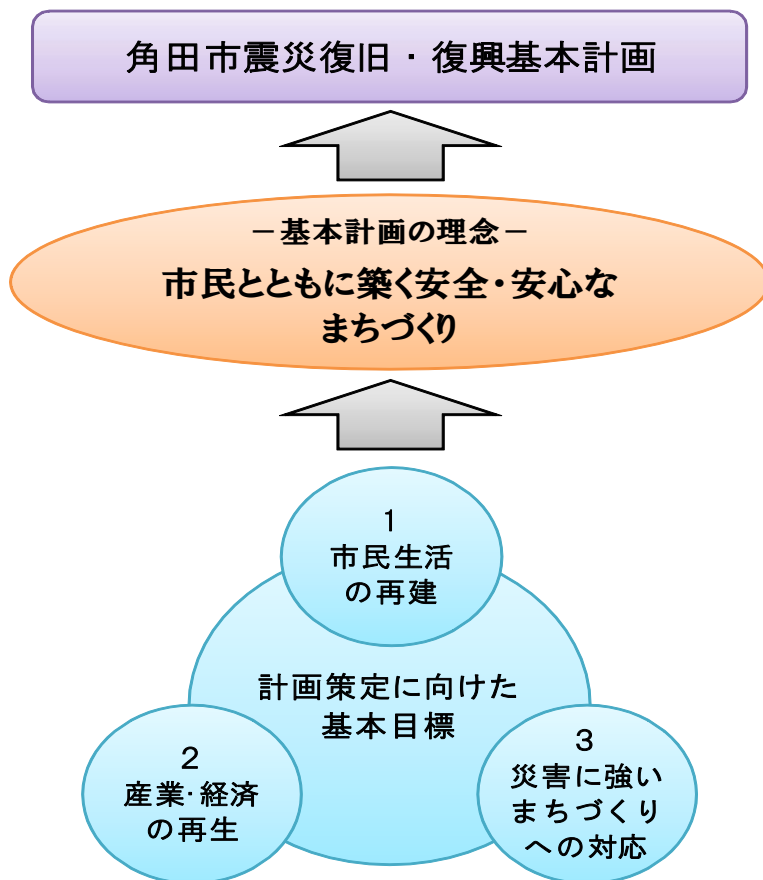 角田市震災復旧・復興基本計画
－基本計画の理念－
市民とともに築く安全・安心な
まちづくり
1
市民生活
の再建
計画策定に向けた
基本目標
2
産業・経済
の再生
3
災害に強い
まちづくり
への対応